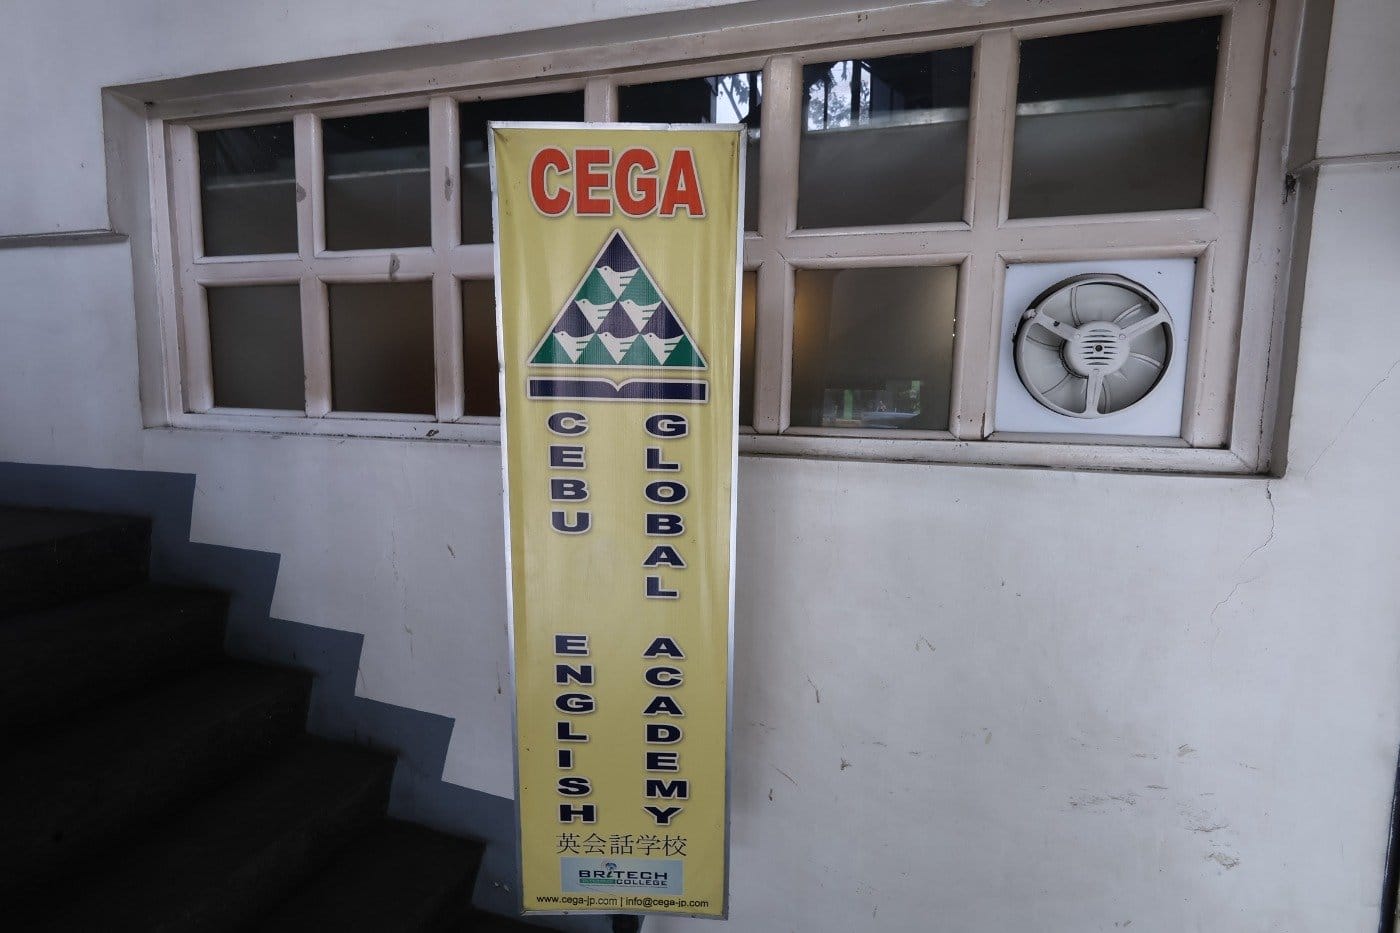 CEGA
CEBU
ENGLISH
GLOBAL
ACADEMY
英会話学校
BRITECH
COLLEGE
www.cega-jp.com | info@cega-jp.com